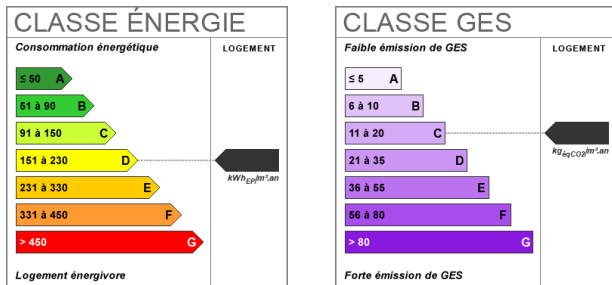 CLASSE ÉNERGIE
Consommation énergétique
LOGEMENT
≤ 50 A
51 à 90 B
91 à 150 C
151 à 230 D
231 à 330 E
331 à 450 F
> 450 G
kWhEP/m².an
Logement énergivore
CLASSE GES
Faible émission de GES
LOGEMENT
≤ 5 A
6 à 10 B
11 à 20 C
21 à 35 D
36 à 55 E
56 à 80 F
> 80 G
kgéqCO2/m².an
Forte émission de GES